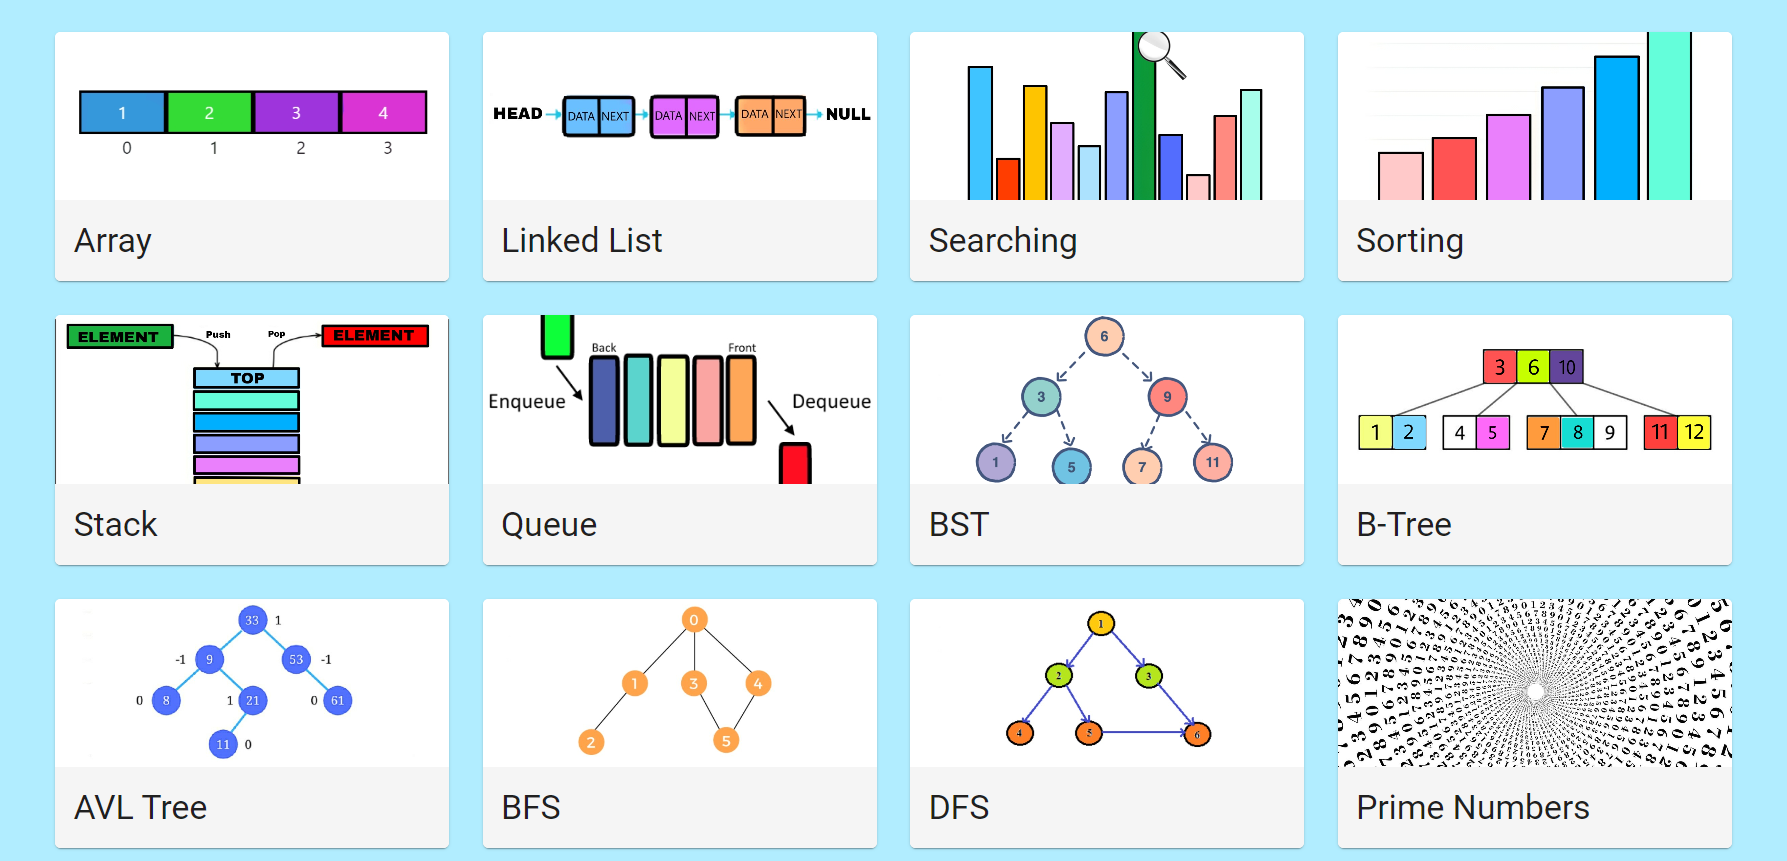 1 2 3 4
0 1 2 3
Array
HEAD DATA NEXT DATA NEXT DATA NEXT NULL
Linked List
Searching
Sorting
ELEMENT Push Pop ELEMENT
TOP
Stack
Back Front
Enqueue Dequeue
Queue
6
3 9
1 5 7 11
BST
3 6 10
1 2 4 5 7 8 9 11 12
B-Tree
33 1
-1 9 53 -1
0 8 1 21 0 61
11 0
AVL Tree
0
1 3 4
2 5
BFS
1
2 3
4 5 6
DFS
Prime Numbers